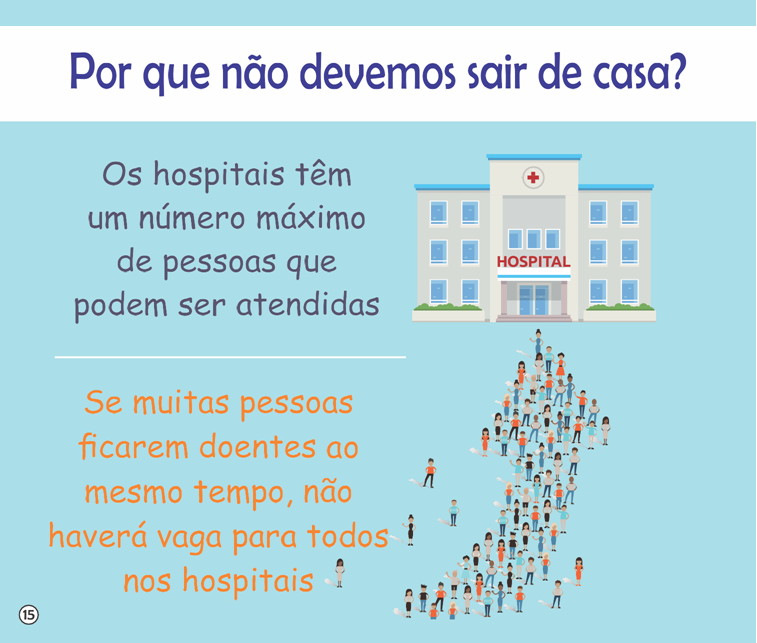 Por que não devemos sair de casa?
Os hospitais têm
um número máximo
de pessoas que
podem ser atendidas
HOSPITAL
Se muitas pessoas
ficarem doentes ao
mesmo tempo, não
haverá vaga para todos
nos hospitais
15